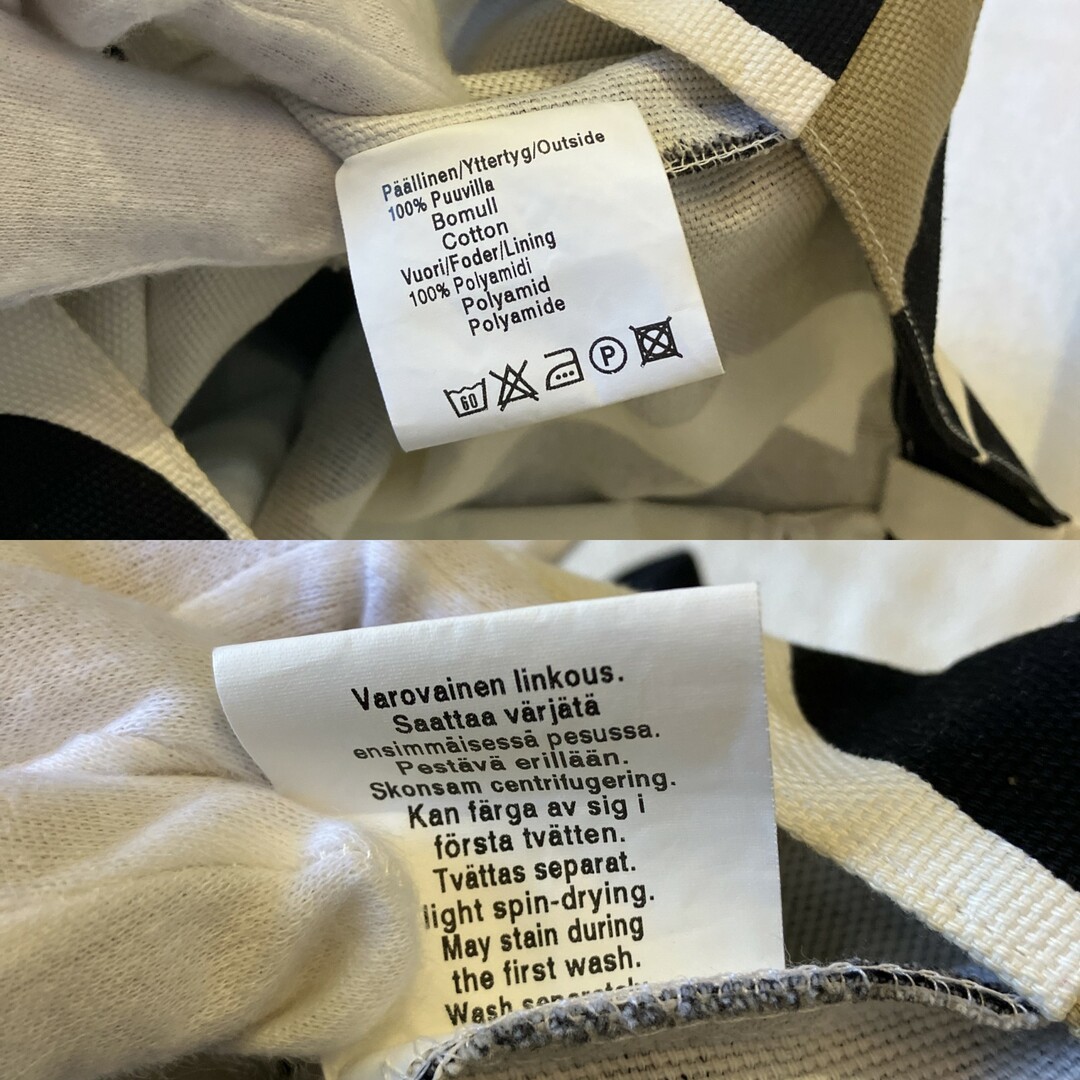 Päällinen/Yttertyg/Outside
100% Puuvilla
Bomull
Cotton
Vuori/Foder/Lining
100% Polyamidi
Polyamid
Polyamide
60 P
Varovainen linkous.
Saattaa värjätä
ensimmäisessä pesussa.
Pestävä erillään.
Skonsam centrifugering.
Kan färga av sig i
första tvätten.
Tvättas separat.
light spin-drying.
May stain during
the first wash.
Wash separately